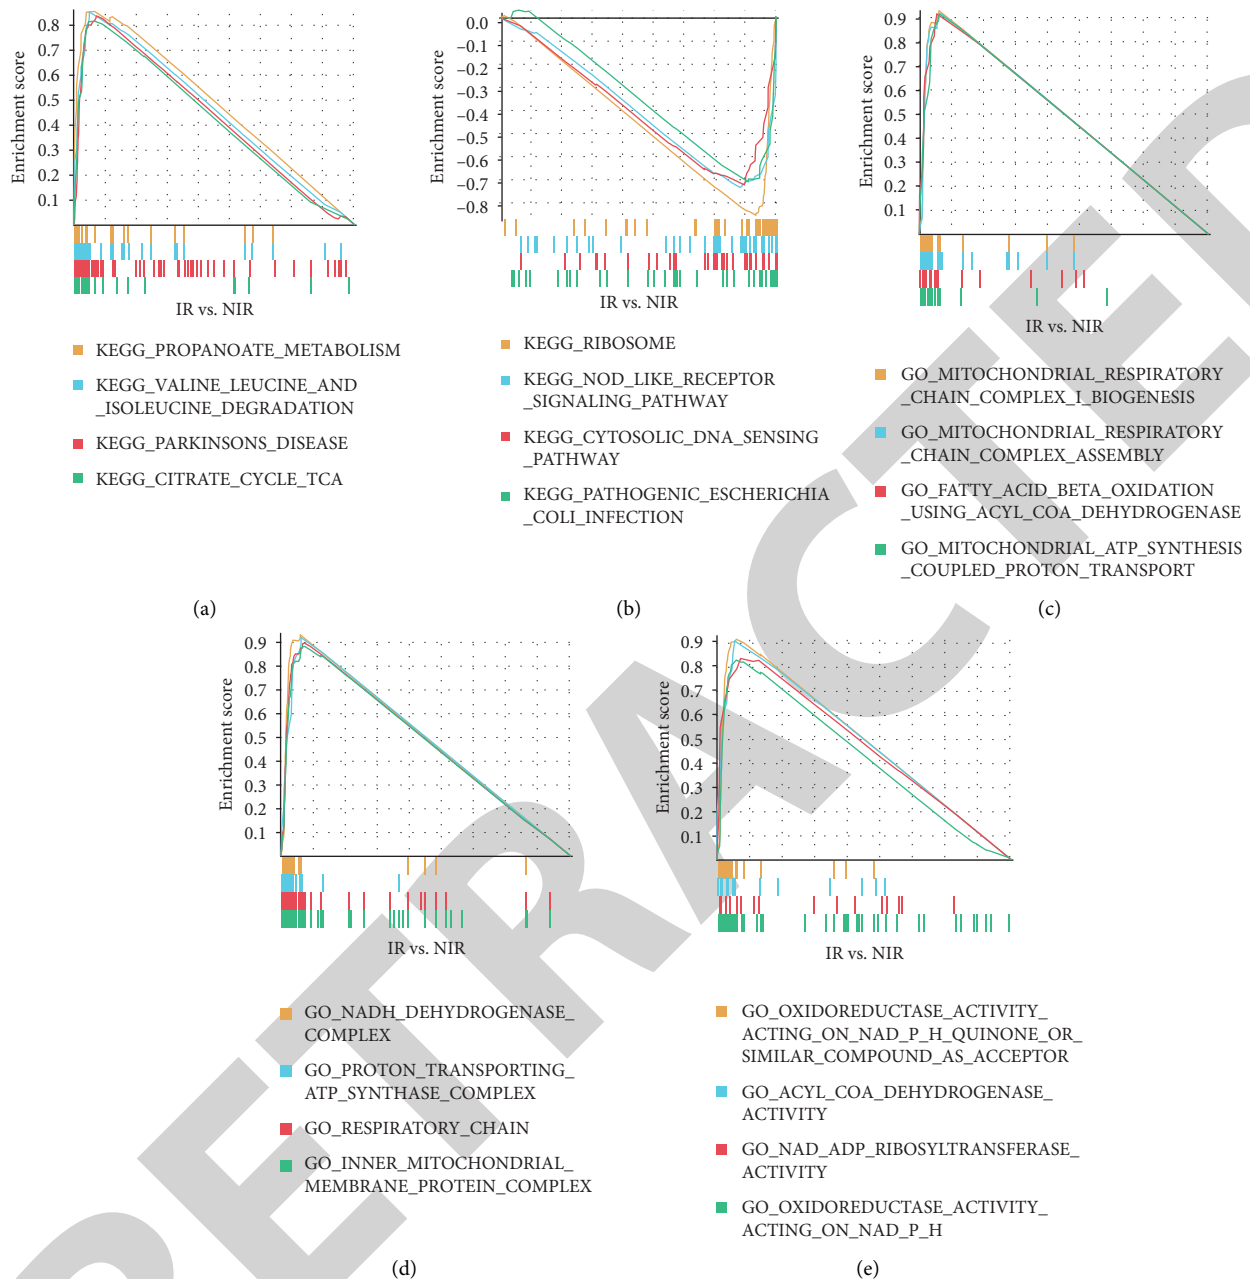 Enrichment score
0.8
0.7
0.6
0.5
0.4
0.3
0.2
0.1
IR vs. NIR
KEGG_PROPANOATE_METABOLISM
KEGG_VALINE_LEUCINE_AND
_ISOLEUCINE_DEGRADATION
KEGG_PARKINSONS_DISEASE
KEGG_CITRATE_CYCLE_TCA
(a)
Enrichment score
0.0
−0.1
−0.2
−0.3
−0.4
−0.5
−0.6
−0.7
−0.8
IR vs. NIR
KEGG_RIBOSOME
KEGG_NOD_LIKE_RECEPTOR
_SIGNALING_PATHWAY
KEGG_CYTOSOLIC_DNA_SENSING
_PATHWAY
KEGG_PATHOGENIC_ESCHERICHIA
_COLI_INFECTION
(b)
Enrichment score
0.9
0.8
0.7
0.6
0.5
0.4
0.3
0.2
0.1
IR vs. NIR
GO_MITOCHONDRIAL_RESPIRATORY
_CHAIN_COMPLEX_I_BIOGENESIS
GO_MITOCHONDRIAL_RESPIRATORY
_CHAIN_COMPLEX_ASSEMBLY
GO_FATTY_ACID_BETA_OXIDATION
_USING_ACYL_COA_DEHYDROGENASE
GO_MITOCHONDRIAL_ATP_SYNTHESIS
_COUPLED_PROTON_TRANSPORT
(c)
Enrichment score
0.9
0.8
0.7
0.6
0.5
0.4
0.3
0.2
0.1
IR vs. NIR
GO_NADH_DEHYDROGENASE_
COMPLEX
GO_PROTON_TRANSPORTING_
ATP_SYNTHASE_COMPLEX
GO_RESPIRATORY_CHAIN
GO_INNER_MITOCHONDRIAL_
MEMBRANE_PROTEIN_COMPLEX
(d)
Enrichment score
0.9
0.8
0.7
0.6
0.5
0.4
0.3
0.2
0.1
IR vs. NIR
GO_OXIDOREDUCTASE_ACTIVITY_
ACTING_ON_NAD_P_H_QUINONE_OR_
SIMILAR_COMPOUND_AS_ACCEPTOR
GO_ACYL_COA_DEHYDROGENASE_
ACTIVITY
GO_NAD_ADP_RIBOSYLTRANSFERASE_
ACTIVITY
GO_OXIDOREDUCTASE_ACTIVITY_
ACTING_ON_NAD_P_H
(e)
RETRACTED